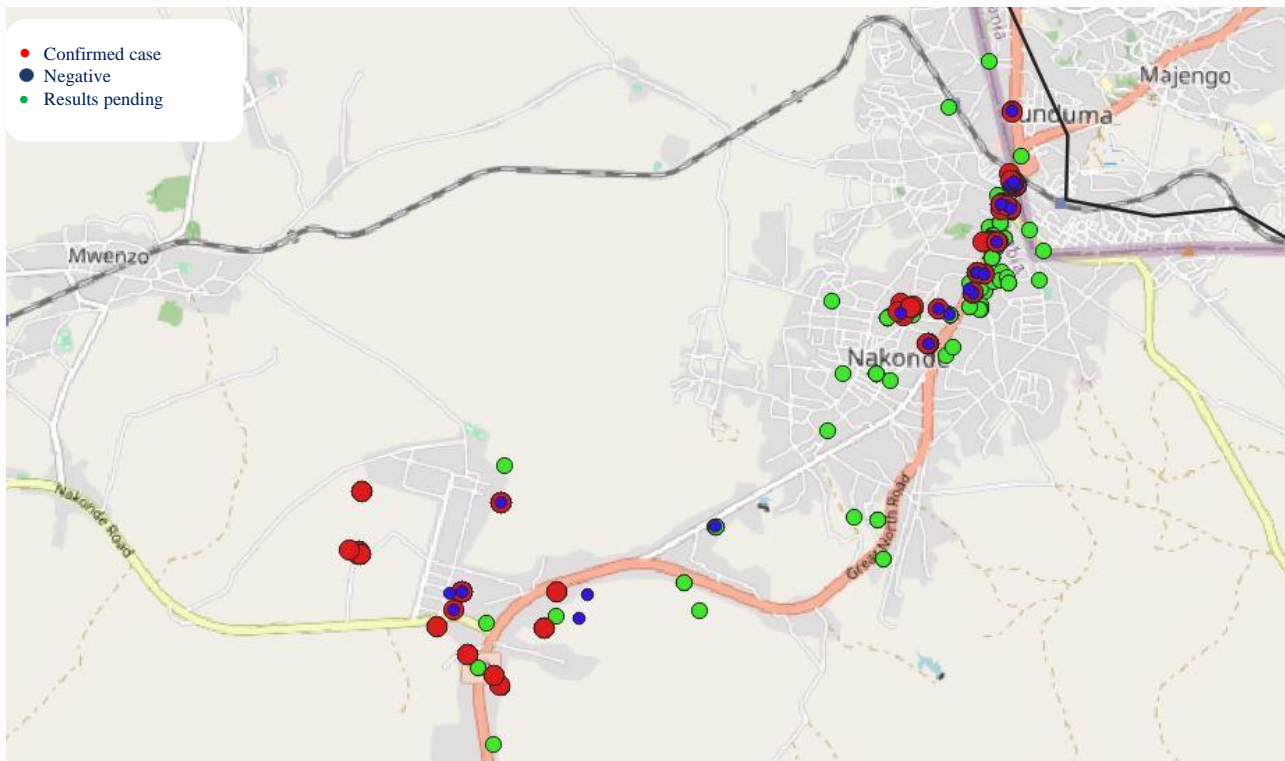 Confirmed case
Negative
Results pending
Majengo
unduma
Mwenzo
Nakonde
Nakonde Road
Great North Road